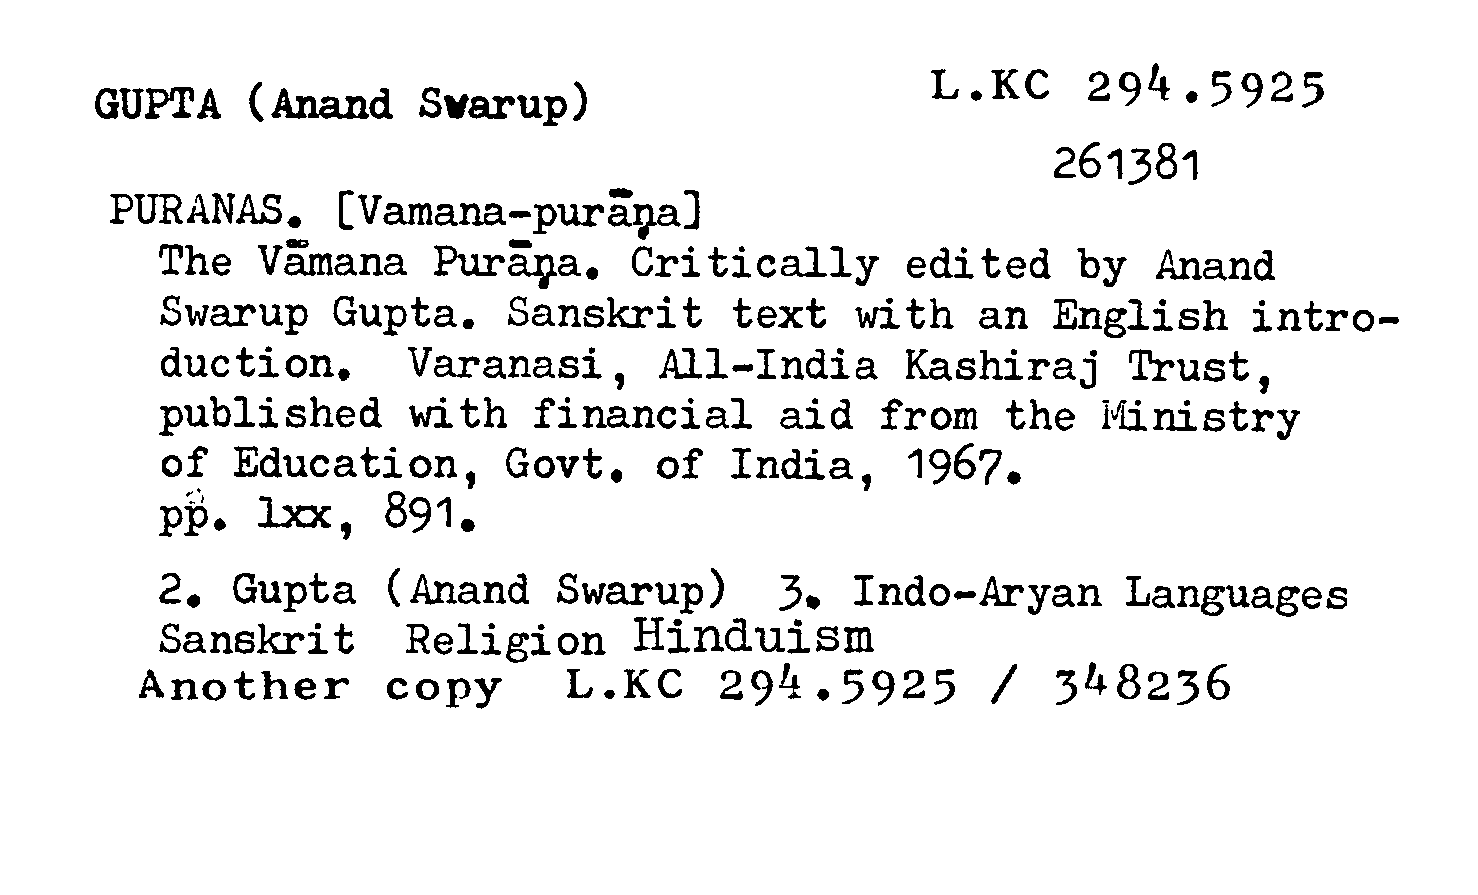 GUPTA (Anand Swarup)
L.KC 294.5925
261381
PURANAS. [Vamana-purāṇa]
The Vāmana Purāṇa. Critically edited by Anand
Swarup Gupta. Sanskrit text with an English intro-
duction. Varanasi, All-India Kashiraj Trust,
published with financial aid from the Ministry
of Education, Govt. of India, 1967.
pp. lxx, 891.
2. Gupta (Anand Swarup) 3. Indo-Aryan Languages
Sanskrit Religion Hinduism
Another copy L.KC 294.5925 / 348236